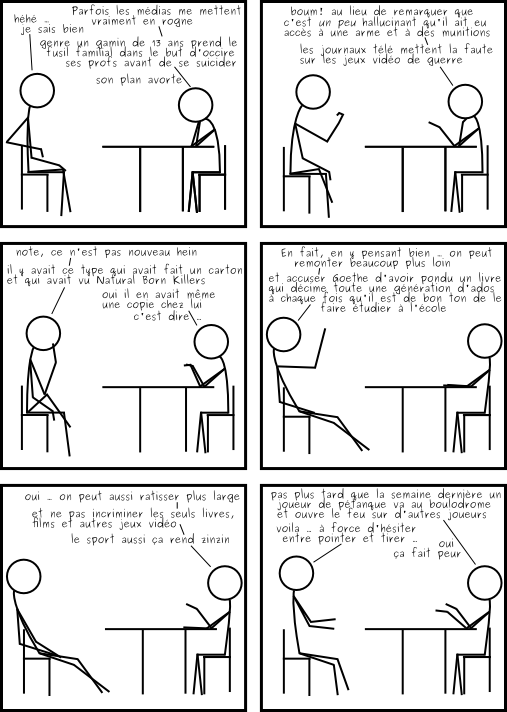 Parfois les médias me mettent
vraiment en rogne
héhé ..
je sais bien
genre un gamin de 13 ans prend le
fusil familial dans le but d'occire
ses profs avant de se suicider
son plan avorte
boum! au lieu de remarquer que
c'est un peu hallucinant qu'il ait eu
accès à une arme et à des munitions
les journaux télé mettent la faute
sur les jeux vidéo de guerre
note, ce n'est pas nouveau hein
il y avait ce type qui avait fait un carton
et qui avait vu Natural Born Killers
oui il en avait même
une copie chez lui
c'est dire ..
En fait, en y pensant bien .. on peut
remonter beaucoup plus loin
et accuser Goethe d'avoir pondu un livre
qui décime toute une génération d'ados
à chaque fois qu'il est de bon ton de le
faire étudier à l'école
oui .. on peut aussi ratisser plus large
et ne pas incriminer les seuls livres,
films et autres jeux vidéo
le sport aussi ça rend zinzin
pas plus tard que la semaine dernière un
joueur de pétanque va au boulodrome
et ouvre le feu sur d'autres joueurs
voila .. à force d'hésiter
entre pointer et tirer ..
oui
ça fait peur